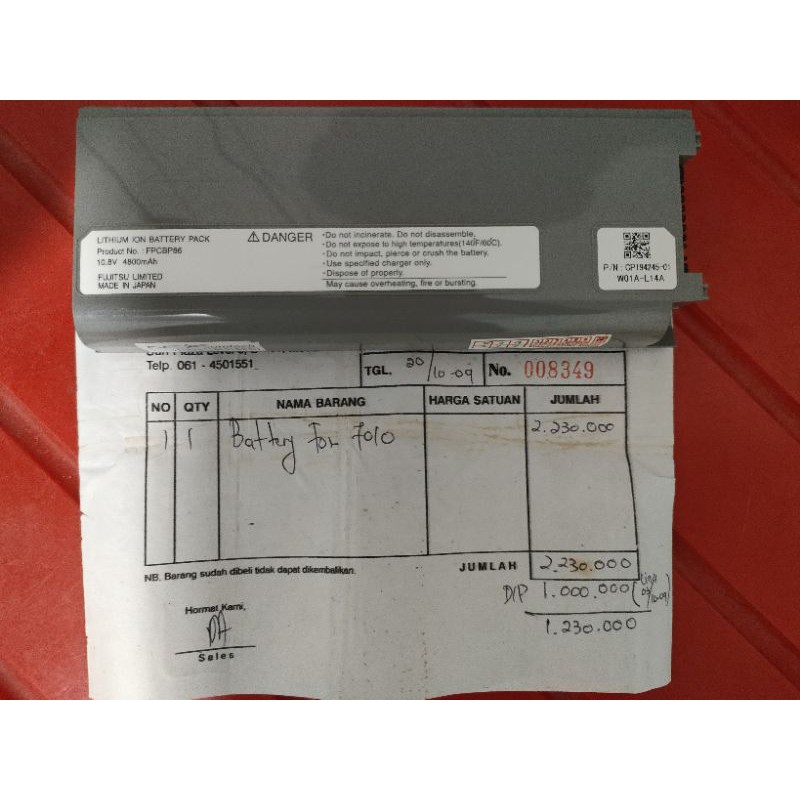 LITHIUM ION BATTERY PACK
Product No. : FPCBP86
10.8V 4800mAh
FUJITSU LIMITED
MADE IN JAPAN
⚠ DANGER
·Do not incinerate. Do not disassemble.
·Do not expose to high temperatures(140°F/60°C).
·Do not impact, pierce or crush the battery.
·Use specified charger only.
·Dispose of property.
May cause overheating, fire or bursting.
P/N : CP194245-01
W01A-L14A
Telp. 061 - 4501551
TGL. 20/10-09 No. 008349
NO QTY NAMA BARANG HARGA SATUAN JUMLAH
1 1 Battery For 7010 2.230.000
JUMLAH 2.230.000
NB. Barang sudah dibeli tidak dapat dikembalikan.
D/P 1.000.000
1.230.000
Hormat Kami,
Sales